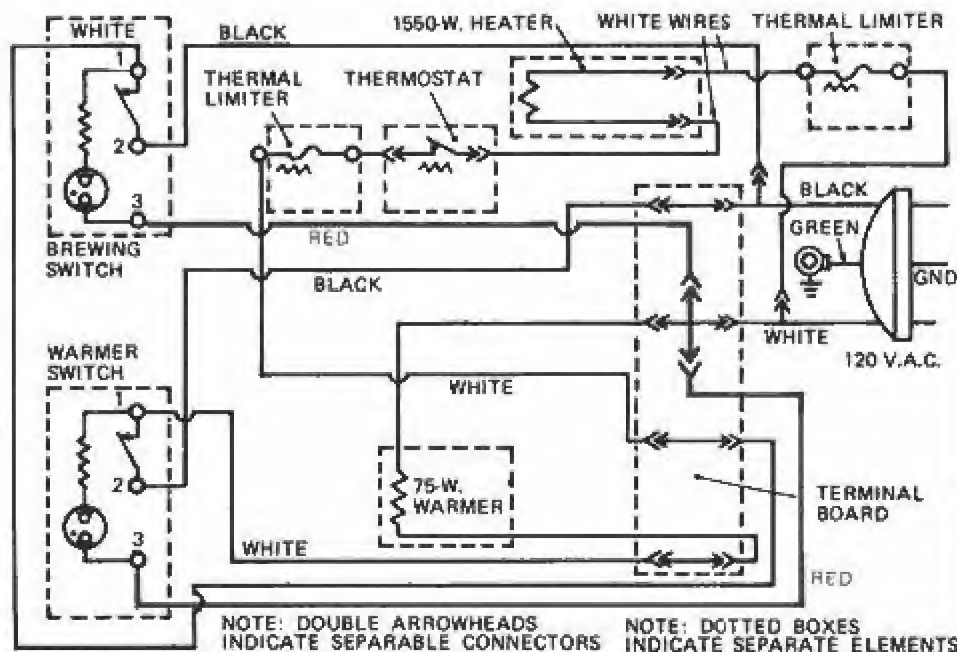 1550-W. HEATER
WHITE WIRES
THERMAL LIMITER
WHITE
BLACK
1
THERMAL
LIMITER
THERMOSTAT
2
3
BREWING
SWITCH
RED
BLACK
BLACK
GREEN
GND
WHITE
120 V.A.C.
WARMER
SWITCH
1
WHITE
2
75-W.
WARMER
TERMINAL
BOARD
3
WHITE
RED
NOTE: DOUBLE ARROWHEADS
INDICATE SEPARABLE CONNECTORS
NOTE: DOTTED BOXES
INDICATE SEPARATE ELEMENTS